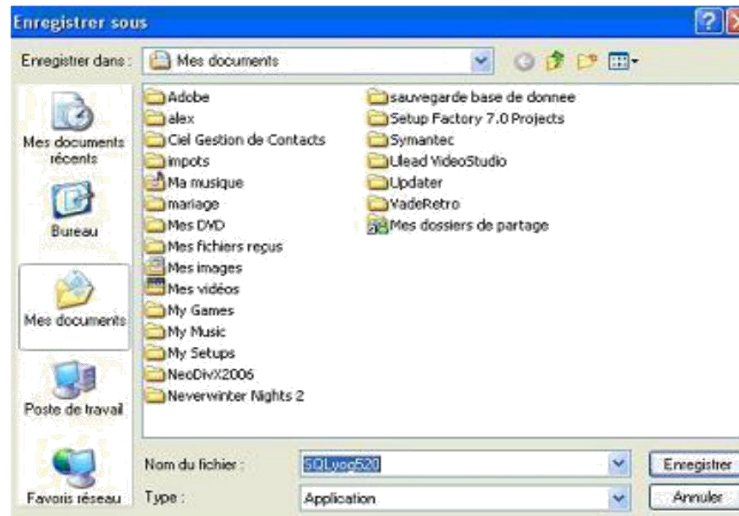 Enregistrer sous
Enregistrer dans :
Mes documents
Mes documents
récents
Bureau
Mes documents
Poste de travail
Favoris réseau
Adobe
alex
Ciel Gestion de Contacts
impots
Ma musique
mariage
Mes DVD
Mes fichiers reçus
Mes images
Mes vidéos
My Games
My Music
My Setups
NeoDivX2006
Neverwinter Nights 2
sauvegarde base de donnee
Setup Factory 7.0 Projects
Symantec
Ulead VideoStudio
Updater
VadeRetro
Mes dossiers de partage
Nom du fichier :
SQLyog520
Enregistrer
Type :
Application
Annuler